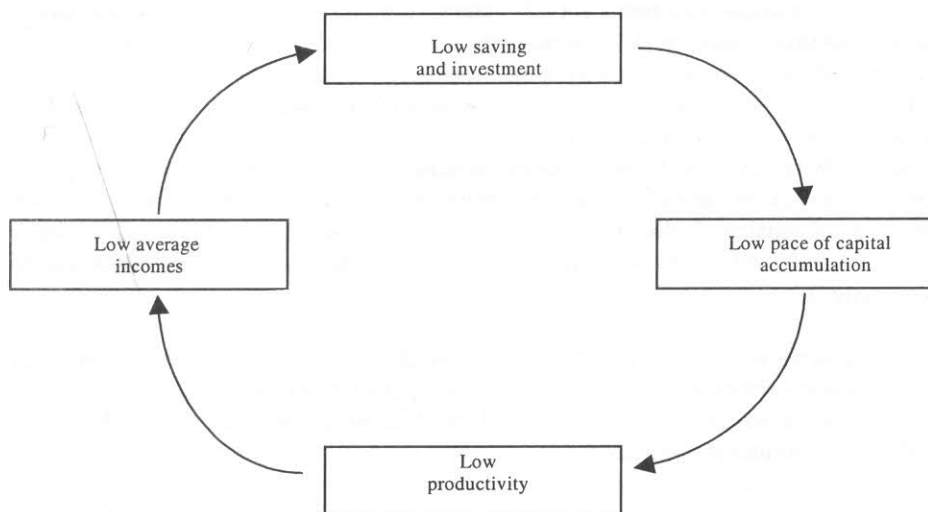 Low saving
and investment
Low average
incomes
Low pace of capital
accumulation
Low
productivity